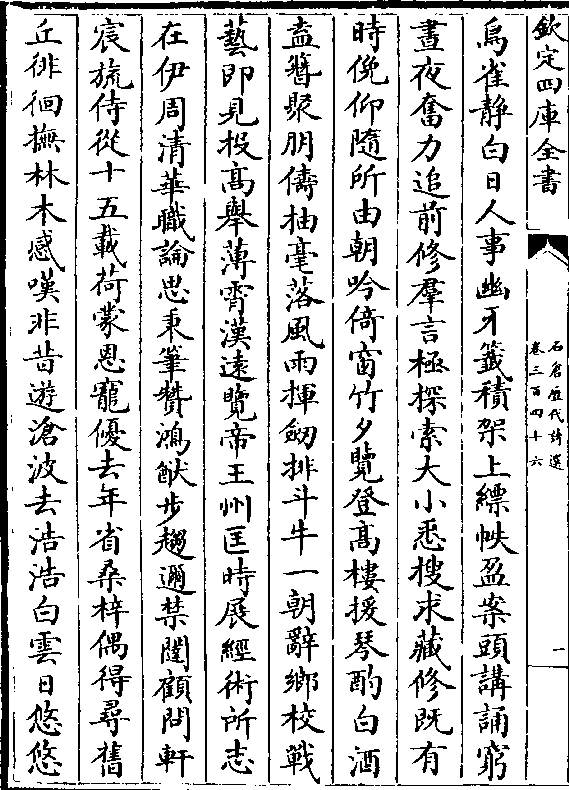 欽定四庫全書
石倉歷代詩選
卷三百四十六
一
鳥雀静白日人事幽牙籖積架上縹帙盈案頭講誦窮
晝夜奮力追前修羣言極探索大小悉搜求藏修既有
時俛仰隨所由朝吟倚窗竹夕覽登高樓援琴酌白酒
盍簪聚朋儔抽毫落風雨揮劒排斗牛一朝辭鄉校戰
藝即見投高舉薄霄漢遠覽帝王州匡時展經術所志
在伊周清華職論思秉筆贊鴻猷步趨邇禁闥顧問軒
宸旒侍從十五載荷蒙恩寵優去年省桑梓偶得尋舊
丘徘徊撫林木感嘆非昔遊滄波去浩浩白雲日悠悠